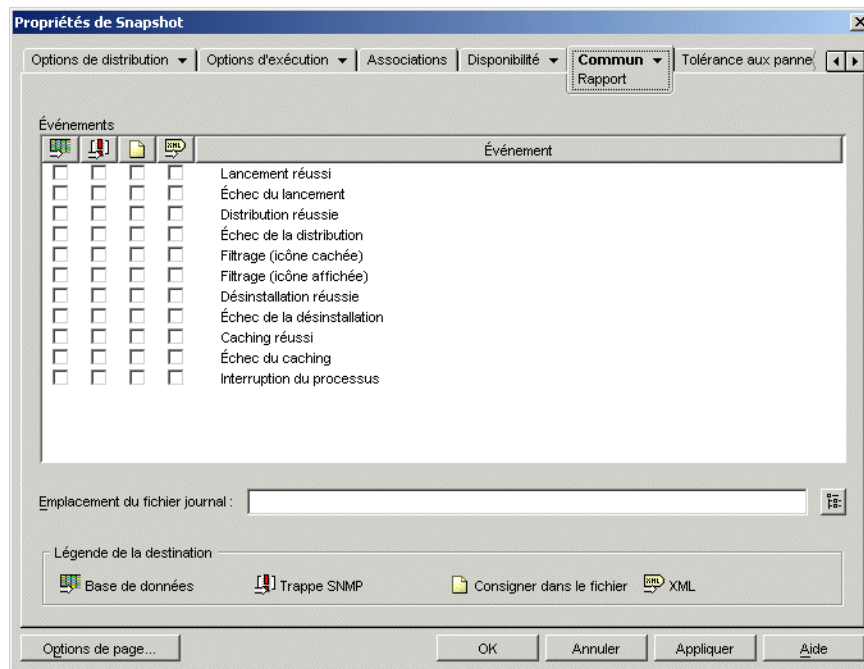 Propriétés de Snapshot
Options de distribution Options d'exécution Associations Disponibilité Commun Tolérance aux panne
Rapport
Événements
XML Événement
Lancement réussi
Échec du lancement
Distribution réussie
Échec de la distribution
Filtrage (icône cachée)
Filtrage (icône affichée)
Désinstallation réussie
Échec de la désinstallation
Caching réussi
Échec du caching
Interruption du processus
Emplacement du fichier journal :
Légende de la destination
Base de données Trappe SNMP Consigner dans le fichier XML XML
Options de page... OK Annuler Appliquer Aide